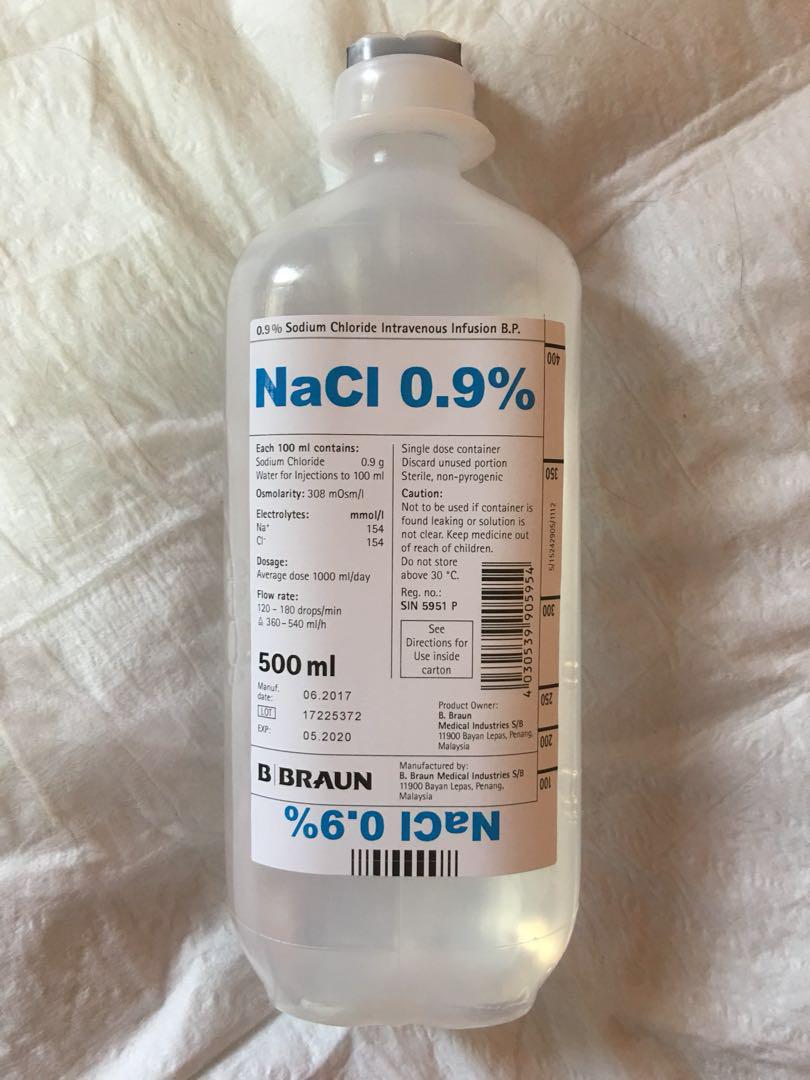 0.9% Sodium Chloride Intravenous Infusion B.P.
NaCl 0.9%
Each 100 ml contains:
Sodium Chloride 0.9 g
Water for Injections to 100 ml
Osmolarity: 308 mOsm/l
Electrolytes: mmol/l
Na⁺ 154
Cl⁻ 154
Dosage:
Average dose 1000 ml/day
Flow rate:
120 - 180 drops/min
≙ 360 - 540 ml/h
500 ml
Manuf.
date: 06.2017
LOT 17225372
EXP: 05.2020
Single dose container
Discard unused portion
Sterile, non-pyrogenic
Caution:
Not to be used if container is
found leaking or solution is
not clear. Keep medicine out
of reach of children.
Do not store
above 30 °C.
Reg. no.:
SIN 5951 P
See
Directions for
Use inside
carton
4 030539 905954
Product Owner:
B. Braun
Medical Industries S/B
11900 Bayan Lepas, Penang,
Malaysia
B BRAUN
Manufactured by:
B. Braun Medical Industries S/B
11900 Bayan Lepas, Penang,
Malaysia
NaCl 0.9%
400
350
5/15242905/1112
300
250
200
100